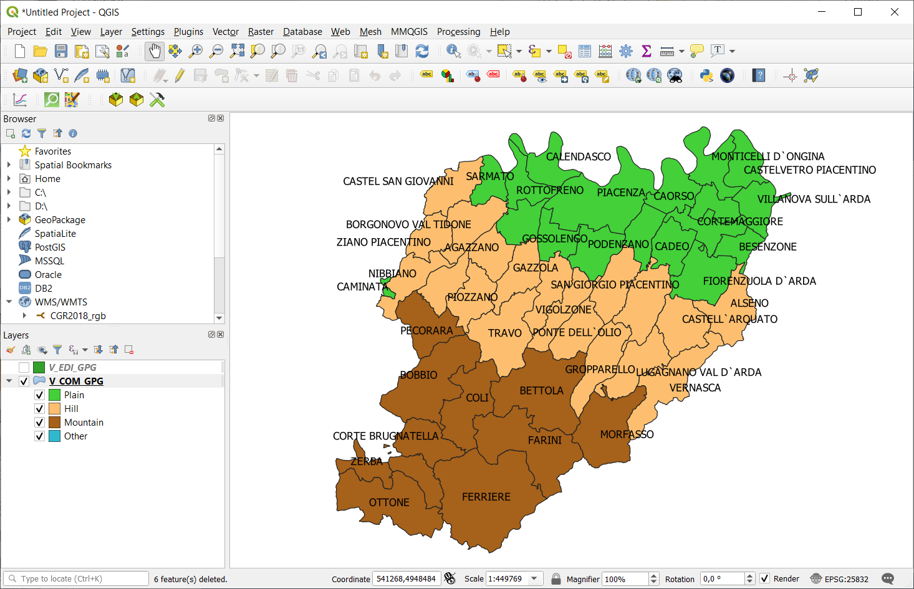 *Untitled Project - QGIS
Project Edit View Layer Settings Plugins Vector Raster Database Web Mesh MMQGIS Processing Help
Browser
Favorites
Spatial Bookmarks
Home
C:\
D:\
GeoPackage
SpatiaLite
PostGIS
MSSQL
Oracle
DB2
WMS/WMTS
CGR2018_rgb
Layers
V_EDI_GPG
V_COM_GPG
Plain
Hill
Mountain
Other
CALENDASCO
MONTICELLI D`ONGINA
CASTELVETRO PIACENTINO
SARMATO
CASTEL SAN GIOVANNI
ROTTOFRENO
PIACENZA
CAORSO
VILLANOVA SULL`ARDA
BORGONOVO VAL TIDONE
CORTEMAGGIORE
ZIANO PIACENTINO
AGAZZANO
GOSSOLENGO
PODENZANO
CADEO
BESENZONE
GAZZOLA
NIBBIANO
CAMINATA
SAN GIORGIO PIACENTINO
FIORENZUOLA D`ARDA
PIOZZANO
ALSENO
VIGOLZONE
CASTELL`ARQUATO
PECORARA
TRAVO
PONTE DELL`OLIO
GROPPARELLO
LUGAGNANO VAL D`ARDA
BOBBIO
VERNASCA
BETTOLA
COLI
CORTE BRUGNATELLA
FARINI
MORFASSO
ZERBA
OTTONE
FERRIERE
Type to locate (Ctrl+K) 6 feature(s) deleted. Coordinate 541268,4948484 Scale 1:449769 Magnifier 100% Rotation 0,0 ° Render EPSG:25832